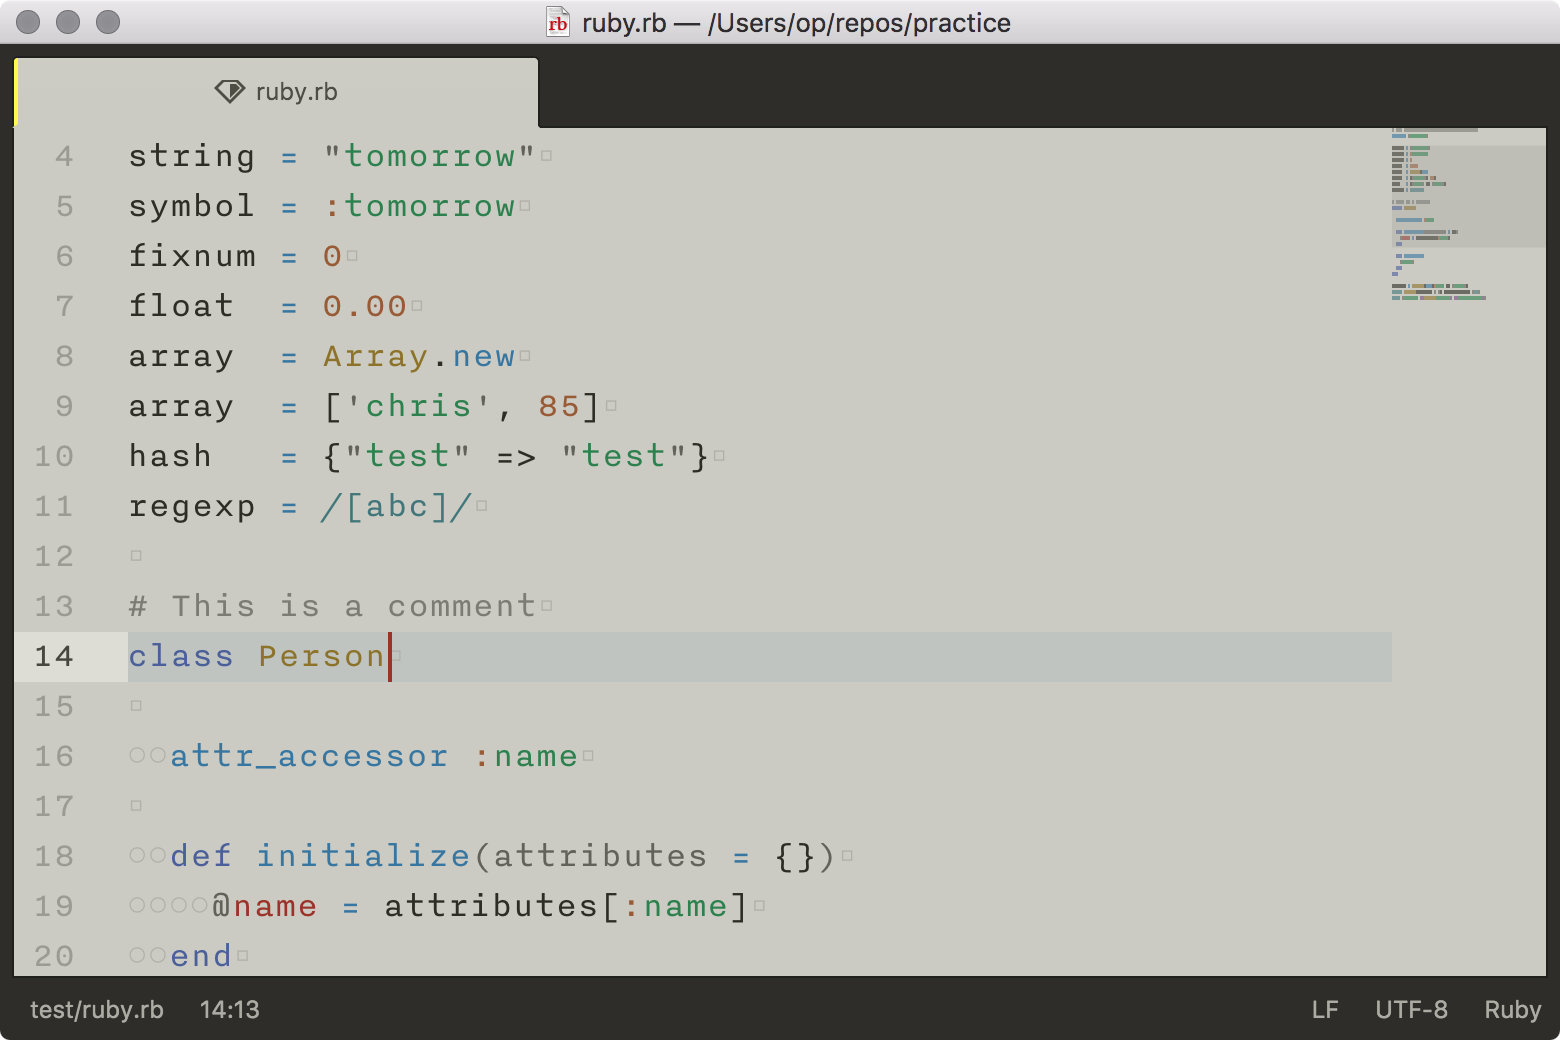 rb ruby.rb — /Users/op/repos/practice
ruby.rb
4 string = "tomorrow"
5 symbol = :tomorrow
6 fixnum = 0
7 float  = 0.00
8 array  = Array.new
9 array  = ['chris', 85]
10 hash   = {"test" => "test"}
11 regexp = /[abc]/
12
13 # This is a comment
14 class Person
15
16   attr_accessor :name
17
18   def initialize(attributes = {})
19     @name = attributes[:name]
20   end
test/ruby.rb 14:13 LF UTF-8 Ruby